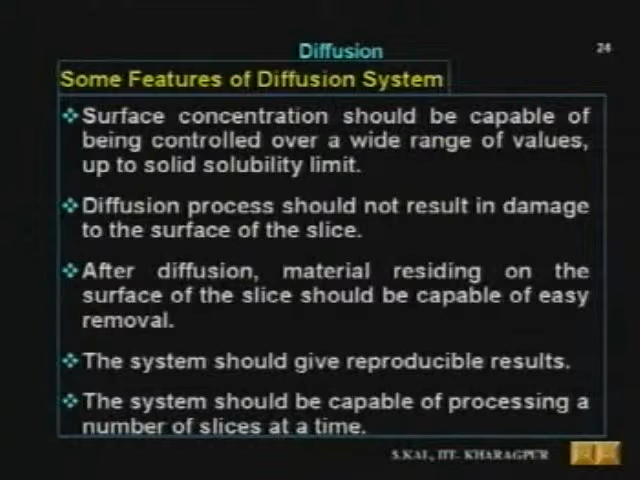 Diffusion
24
Some Features of Diffusion System
Surface concentration should be capable of
being controlled over a wide range of values,
up to solid solubility limit.
Diffusion process should not result in damage
to the surface of the slice.
After diffusion, material residing on the
surface of the slice should be capable of easy
removal.
The system should give reproducible results.
The system should be capable of processing a
number of slices at a time.
S.KAL, IIT. KHARAGPUR